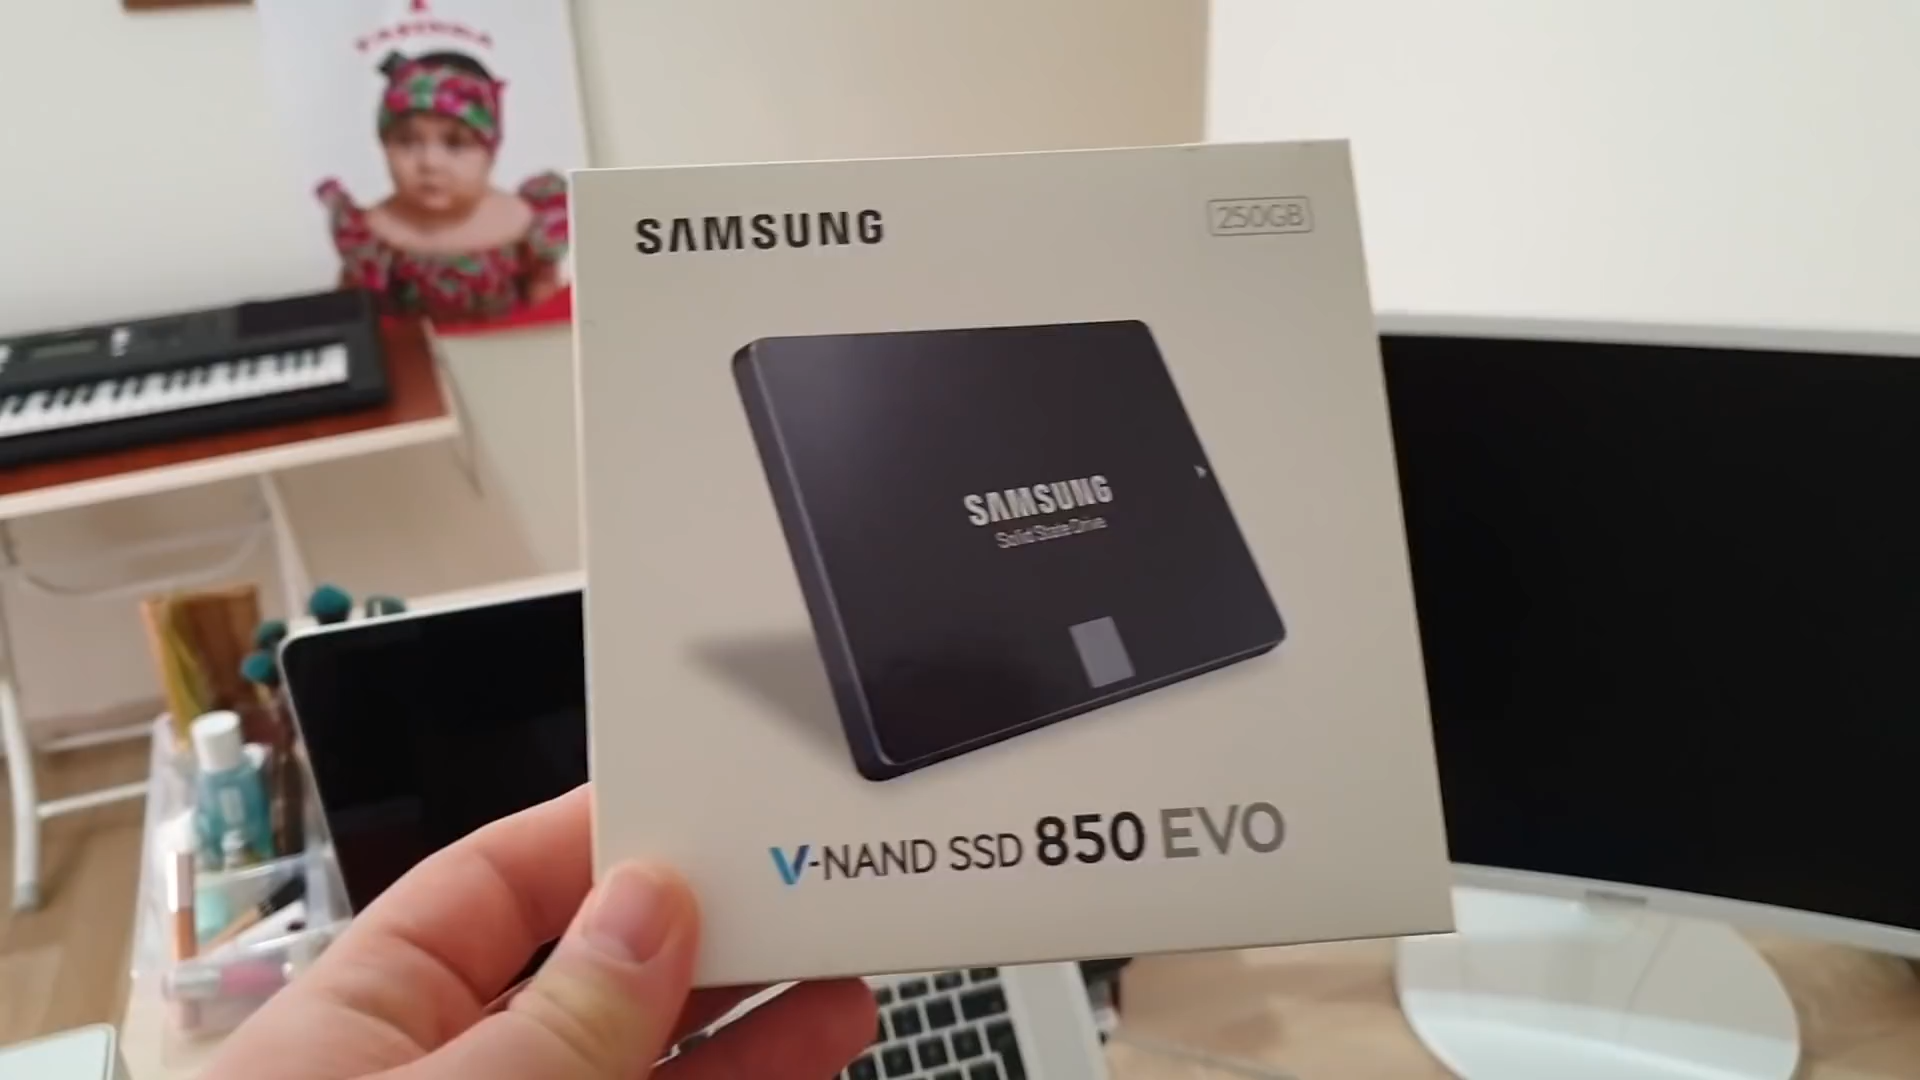 SAMSUNG
250GB
SAMSUNG
Solid State Drive
V-NAND SSD 850 EVO